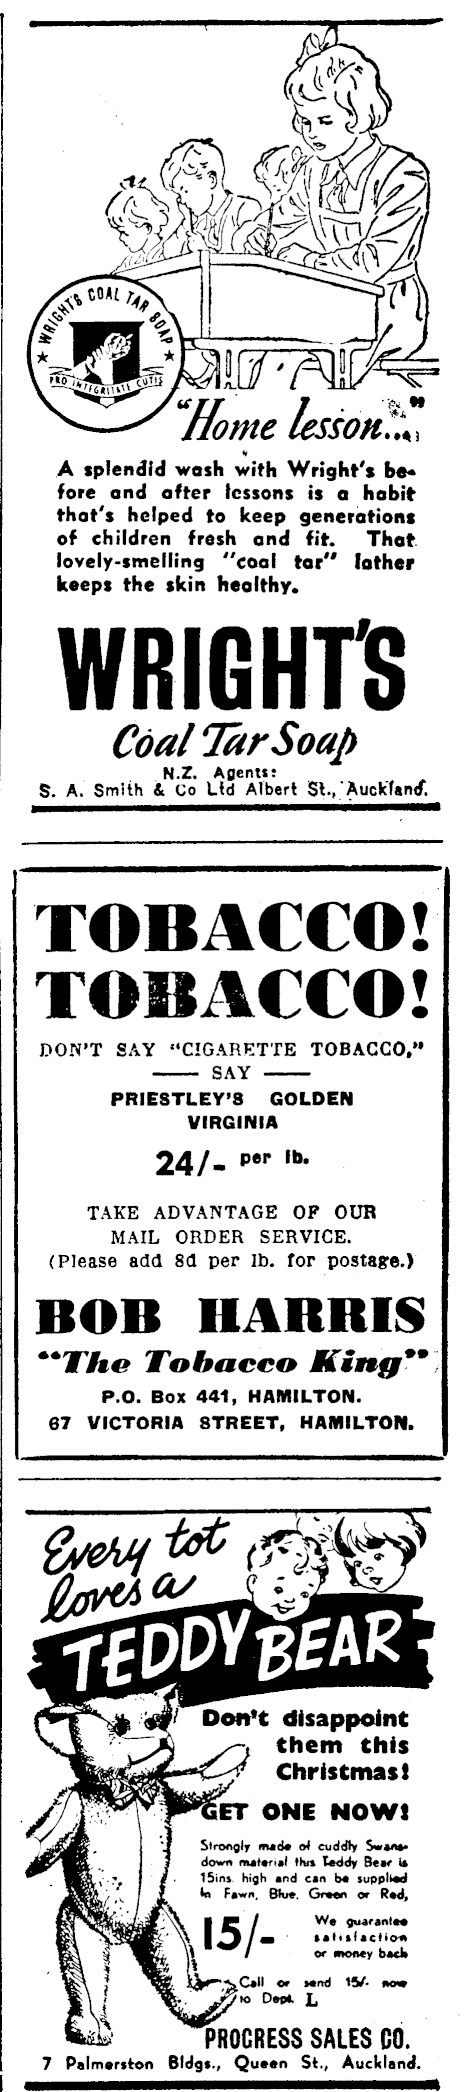 ★ WRIGHT'S COAL TAR SOAP ★
PRO INTEGRITATE CUTIS
"Home lesson..."
A splendid wash with Wright's be-
fore and after lessons is a habit
that's helped to keep generations
of children fresh and fit. That
lovely-smelling "coal tar" lather
keeps the skin healthy.
WRIGHT'S
Coal Tar Soap
N.Z. Agents:
S. A. Smith & Co Ltd Albert St., Auckland.
TOBACCO!
TOBACCO!
DON'T SAY "CIGARETTE TOBACCO,"
SAY
PRIESTLEY'S GOLDEN
VIRGINIA
24/- per lb.
TAKE ADVANTAGE OF OUR
MAIL ORDER SERVICE.
(Please add 8d per lb. for postage.)
BOB HARRIS
"The Tobacco King"
P.O. Box 441, HAMILTON.
67 VICTORIA STREET, HAMILTON.
Every tot
loves a
TEDDY BEAR
Don't disappoint
them this
Christmas!
GET ONE NOW!
Strongly made of cuddly Swans-
down material this Teddy Bear is
15ins. high and can be supplied
in Fawn, Blue, Green or Red,
15/-
We guarantee
satisfaction
or money back
Call or send 15/- now
to Dept. L
PROGRESS SALES CO.
7 Palmerston Bldgs., Queen St., Auckland.